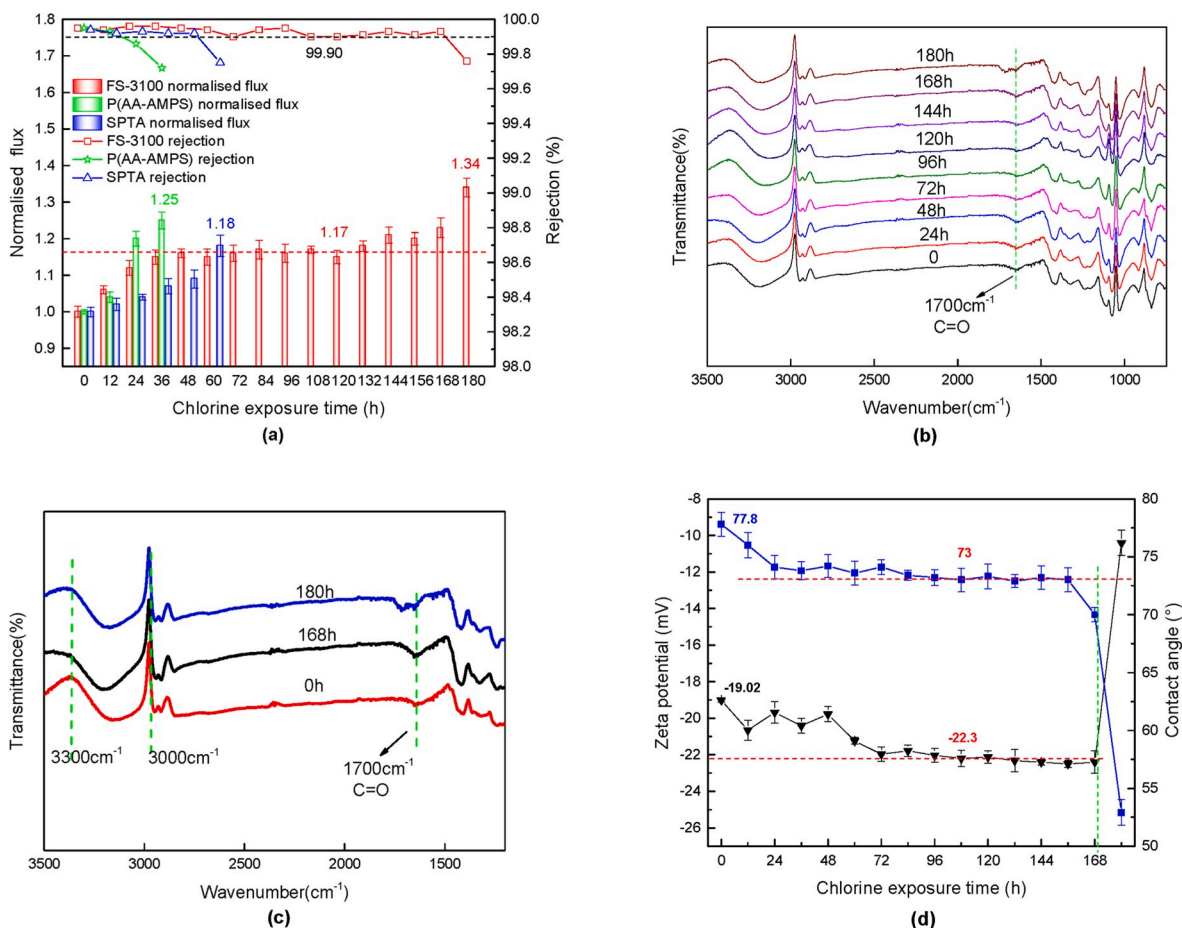 1.8
1.7
1.6
1.5
1.4
1.3
1.2
1.1
1.0
0.9
Normalised flux
100.0
99.8
99.6
99.4
99.2
99.0
98.8
98.6
98.4
98.2
98.0
Rejection (%)
99.90
FS-3100 normalised flux
P(AA-AMPS) normalised flux
SPTA normalised flux
FS-3100 rejection
P(AA-AMPS) rejection
SPTA rejection
1.25
1.18
1.17
1.34
0 12 24 36 48 60 72 84 96 108 120 132 144 156 168 180
Chlorine exposure time (h)
(a)
Transmittance(%)
180h
168h
144h
120h
96h
72h
48h
24h
0
1700cm⁻¹
C=O
3500 3000 2500 2000 1500 1000
Wavenumber(cm⁻¹)
(b)
Transmittance(%)
180h
168h
0h
3300cm⁻¹ 3000cm⁻¹
1700cm⁻¹
C=O
3500 3000 2500 2000 1500
Wavenumber(cm⁻¹)
(c)
-8
-10
-12
-14
-16
-18
-20
-22
-24
-26
Zeta potential (mV)
80
75
70
65
60
55
50
Contact angle (°)
77.8
73
-19.02
-22.3
0 24 48 72 96 120 144 168
Chlorine exposure time (h)
(d)